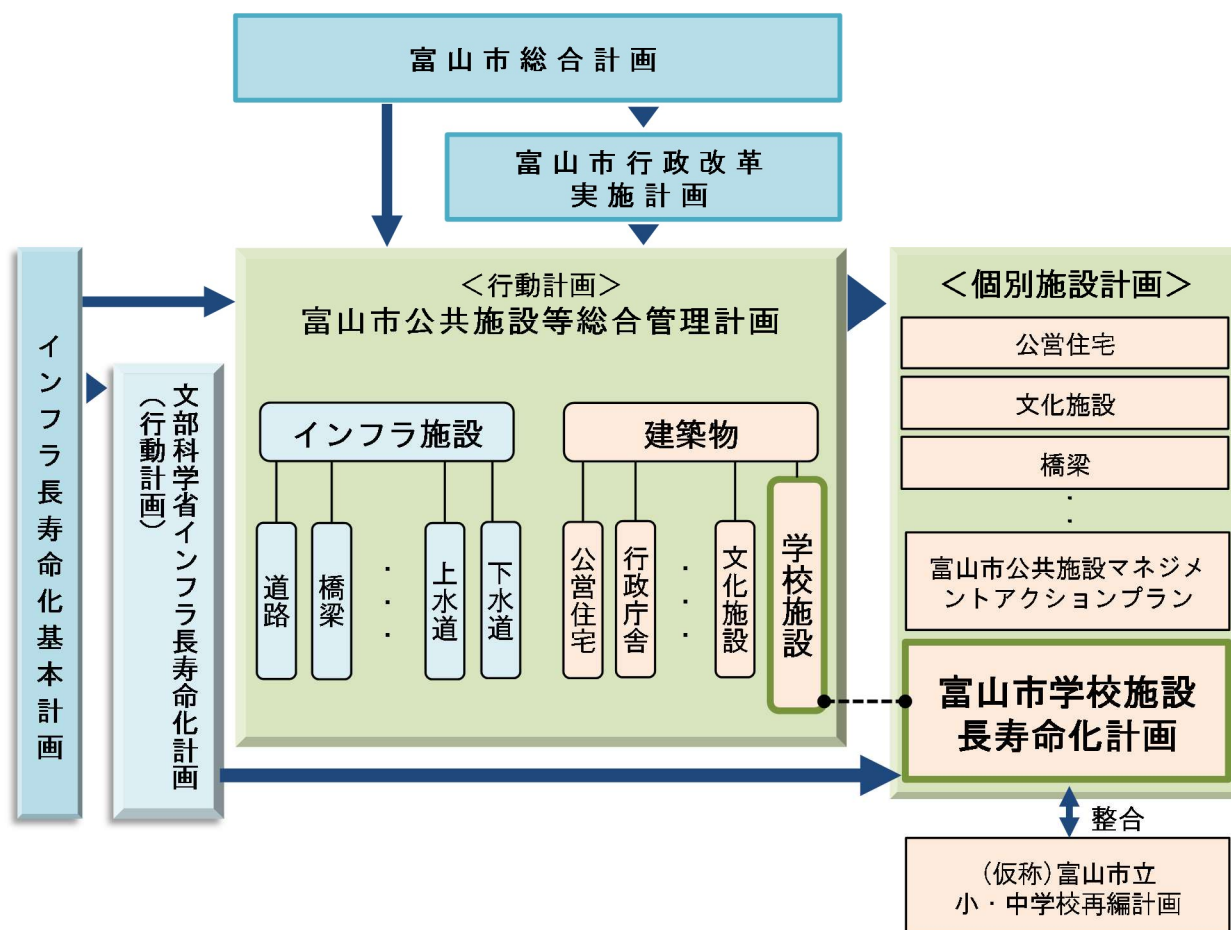 富山市総合計画
富山市行政改革
実施計画
インフラ長寿命化基本計画
文部科学省インフラ長寿命化計画
（行動計画）
＜行動計画＞
富山市公共施設等総合管理計画
インフラ施設
道路
橋梁
・・・
上水道
下水道
建築物
公営住宅
行政庁舎
・・・
文化施設
学校施設
＜個別施設計画＞
公営住宅
文化施設
橋梁
・・
富山市公共施設マネジメ
ントアクションプラン
富山市学校施設
長寿命化計画
整合
（仮称）富山市立
小・中学校再編計画